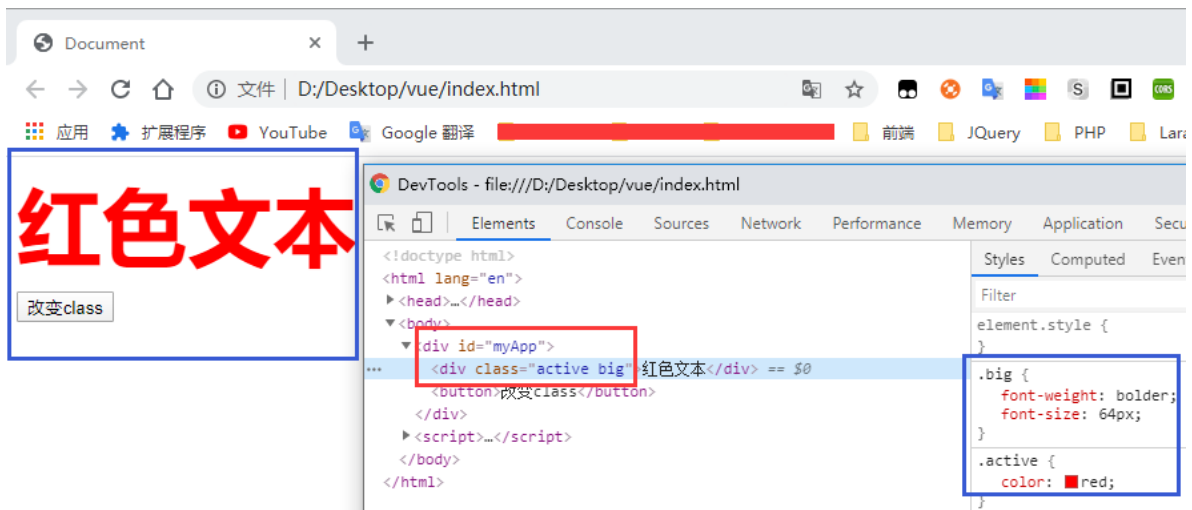 Document
文件 D:/Desktop/vue/index.html
应用 扩展程序 YouTube Google 翻译 前端 JQuery PHP Lara
红色文本
改变class
DevTools - file:///D:/Desktop/vue/index.html
Elements Console Sources Network Performance Memory Application Secu
<!doctype html>
<html lang="en">
<head>…</head>
<body>
<div id="myApp">
<div class="active big">红色文本</div> == $0
<button>改变class</button>
</div>
<script>…</script>
</body>
</html>
Styles Computed Even
Filter
element.style {
}
.big {
font-weight: bolder;
font-size: 64px;
}
.active {
color: red;
}